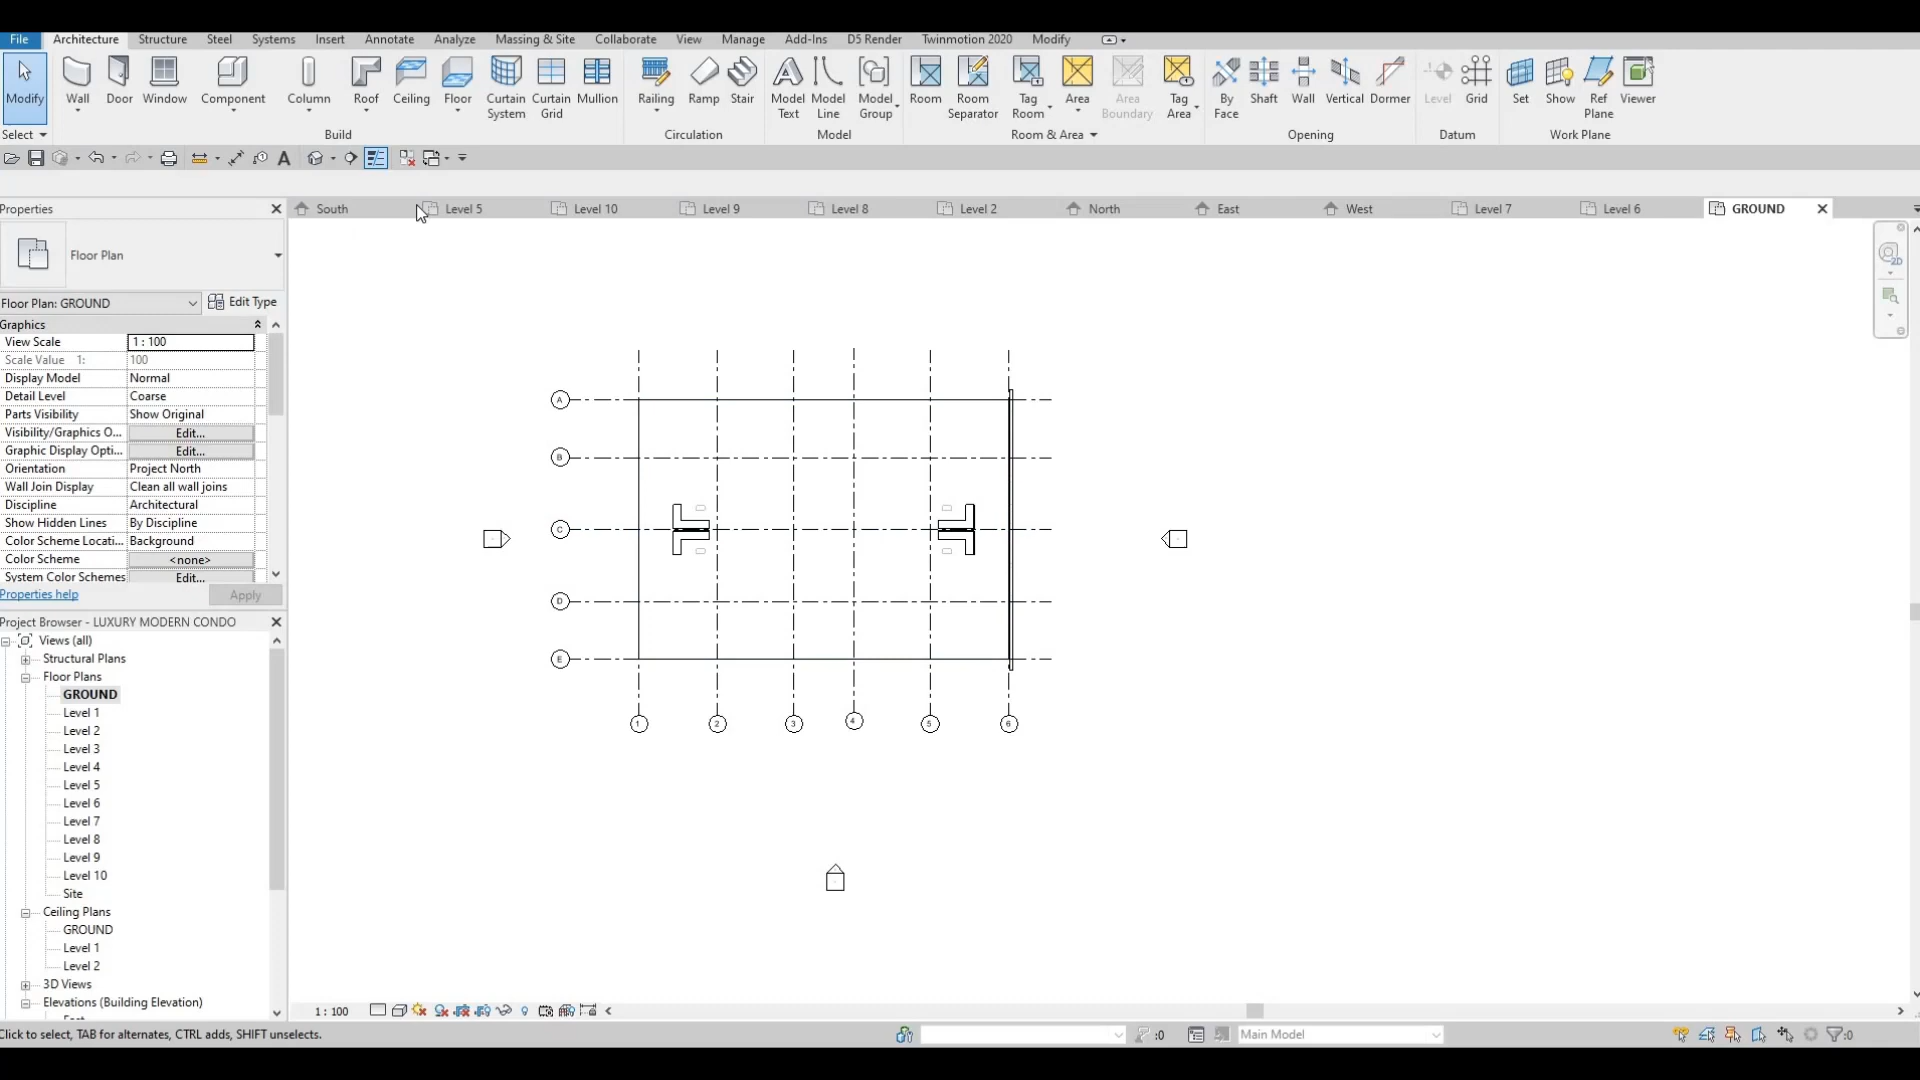 File Architecture Structure Steel Systems Insert Annotate Analyze Massing & Site Collaborate View Manage Add-Ins D5 Render Twinmotion 2020 Modify
Modify Wall Door Window Component Column Roof Ceiling Floor Curtain System Curtain Grid Mullion Railing Ramp Stair Model Text Model Line Model Group Room Room Separator Tag Room Area Area Boundary Tag Area By Face Shaft Wall Vertical Dormer Level Grid Set Show Ref Plane Viewer
Select Build Circulation Model Room & Area Opening Datum Work Plane
A
Properties
South Level 5 Level 10 Level 9 Level 8 Level 2 North East West Level 7 Level 6 GROUND
2D
Floor Plan
Floor Plan: GROUND Edit Type
Graphics
View Scale 1 : 100
Scale Value 1: 100
Display Model Normal
Detail Level Coarse
Parts Visibility Show Original
Visibility/Graphics O... Edit...
Graphic Display Opti... Edit...
Orientation Project North
Wall Join Display Clean all wall joins
Discipline Architectural
Show Hidden Lines By Discipline
Color Scheme Locati... Background
Color Scheme <none>
System Color Schemes Edit...
Properties help Apply
Project Browser - LUXURY MODERN CONDO
Views (all)
Structural Plans
Floor Plans
GROUND
Level 1
Level 2
Level 3
Level 4
Level 5
Level 6
Level 7
Level 8
Level 9
Level 10
Site
Ceiling Plans
GROUND
Level 1
Level 2
3D Views
Elevations (Building Elevation)
A
B
C
D
E
1 2 3 4 5 6
1 : 100
Click to select, TAB for alternates, CTRL adds, SHIFT unselects.
:0
Main Model
:0